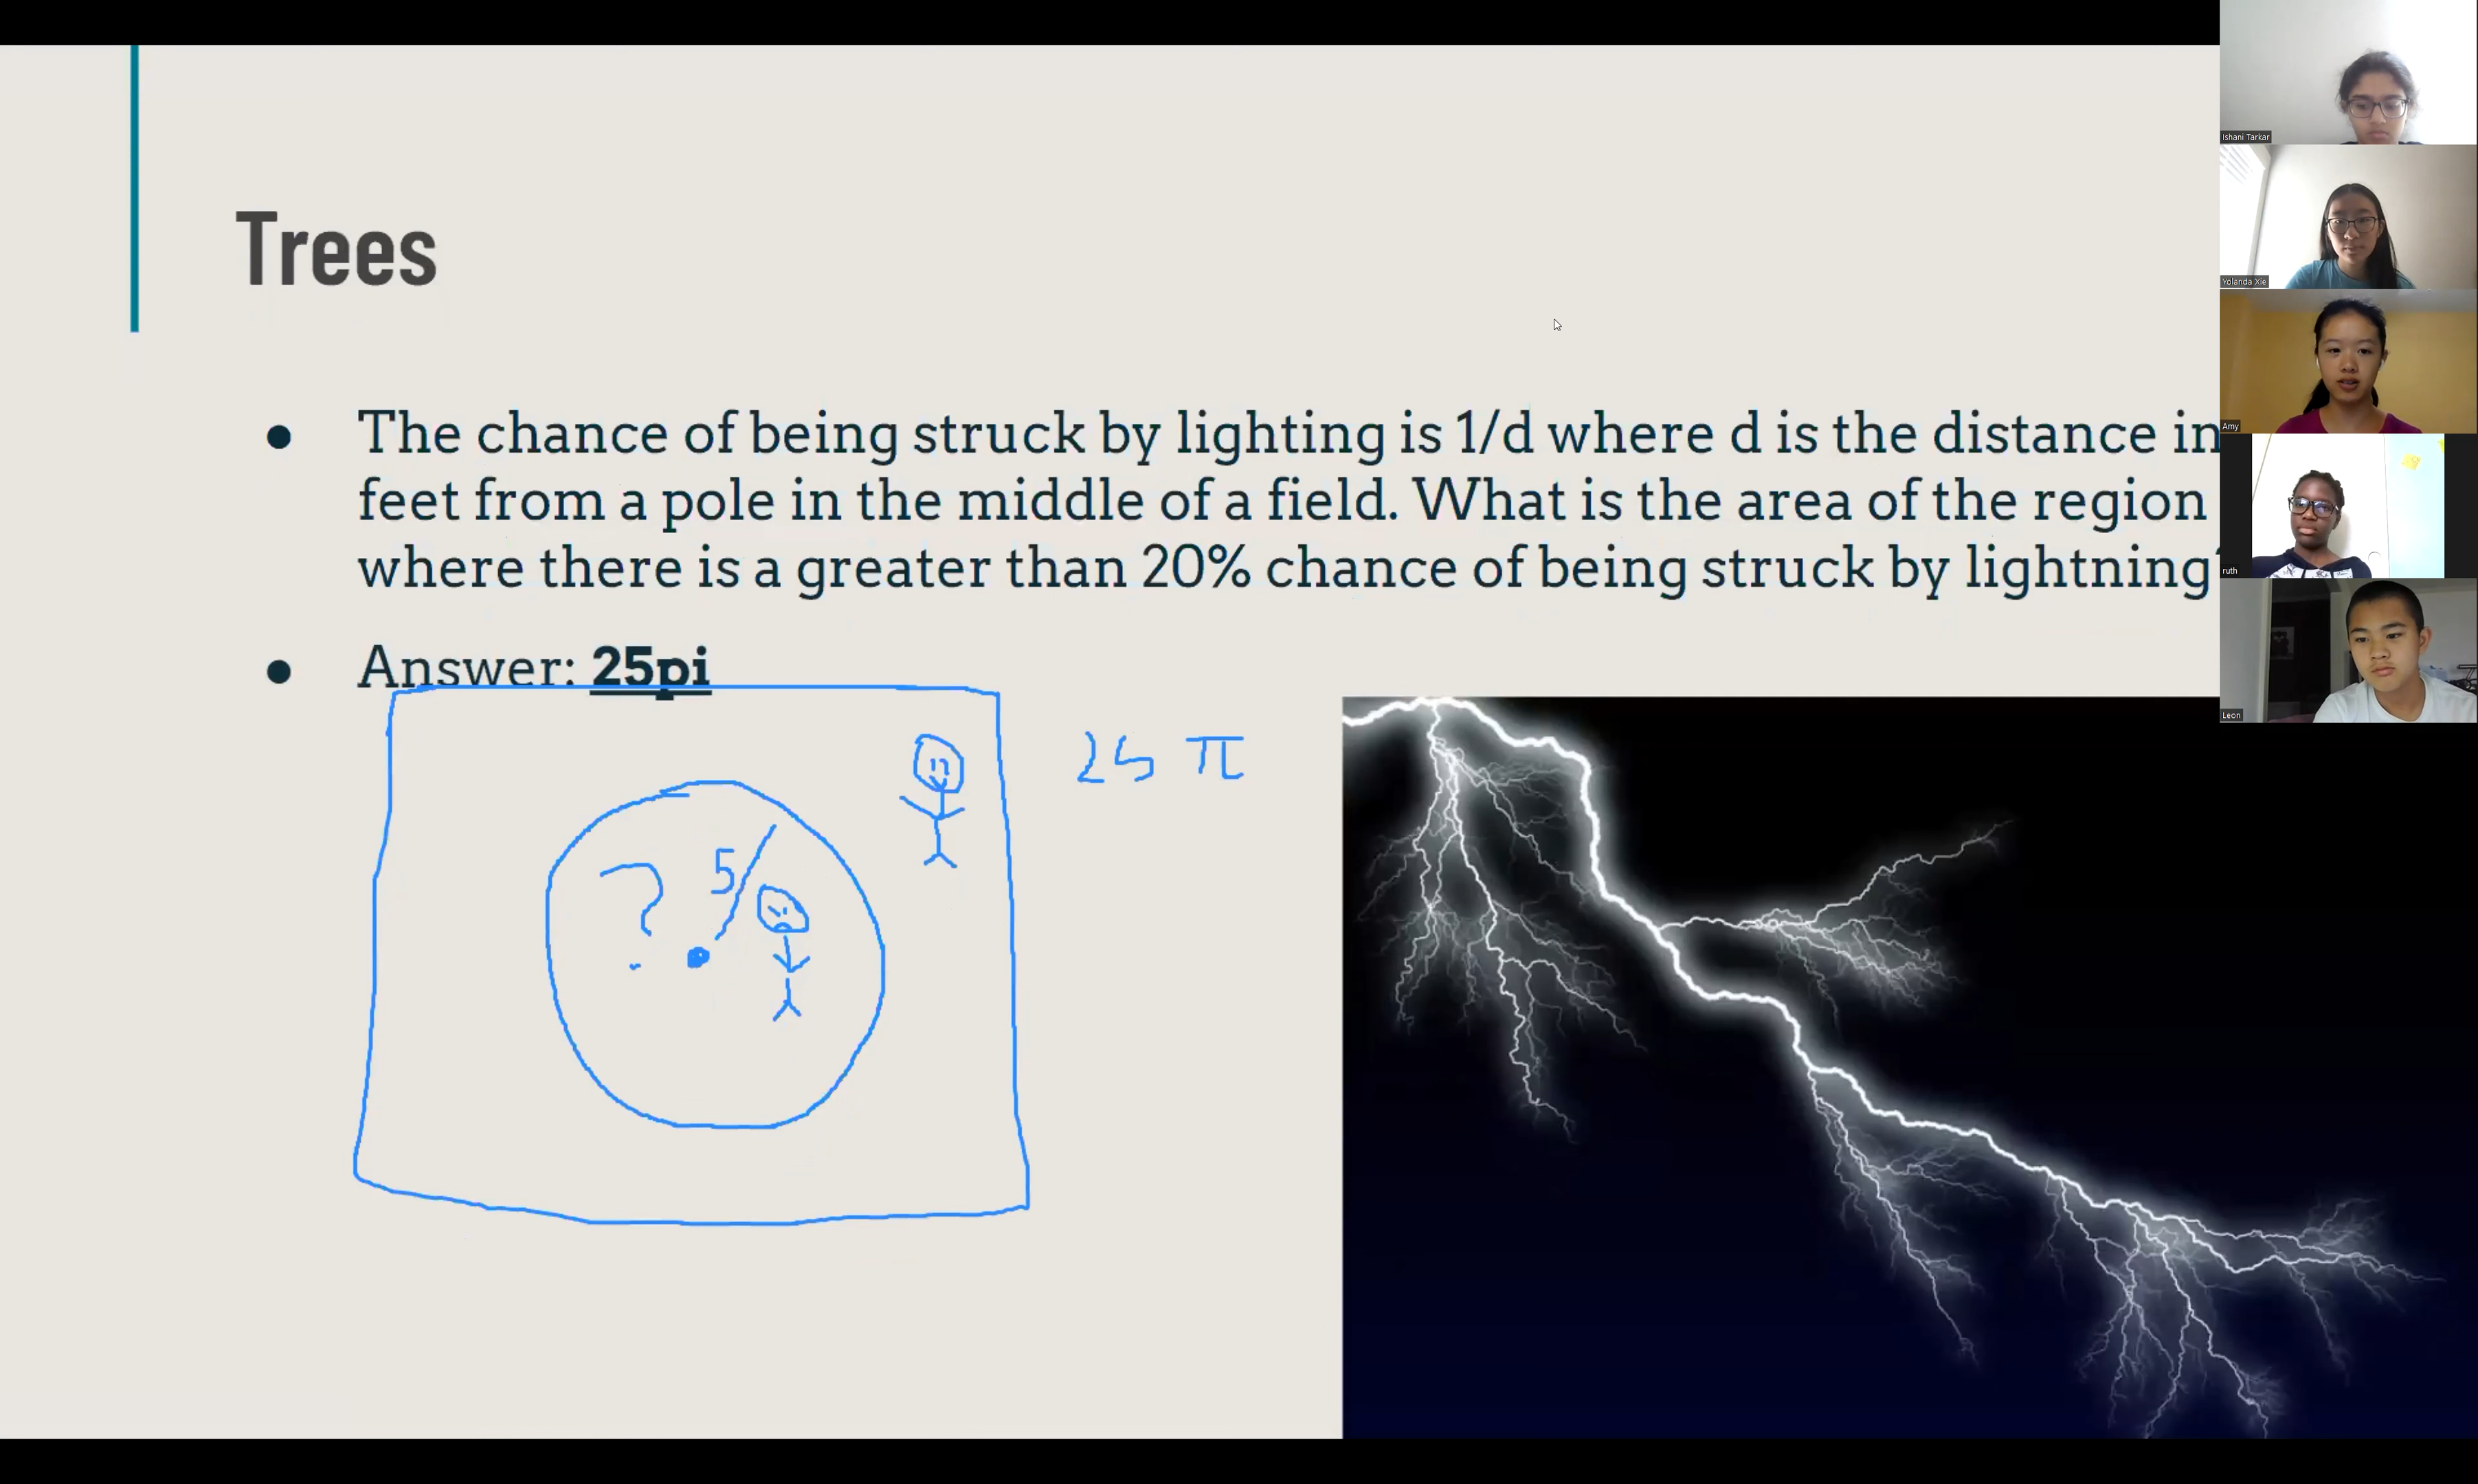 Trees
● The chance of being struck by lighting is 1/d where d is the distance in
feet from a pole in the middle of a field. What is the area of the region
where there is a greater than 20% chance of being struck by lightning?
● Answer: 25pi
25 π
? 5
Ishani Tarkar
Yolanda Xie
Amy
ruth
Leon